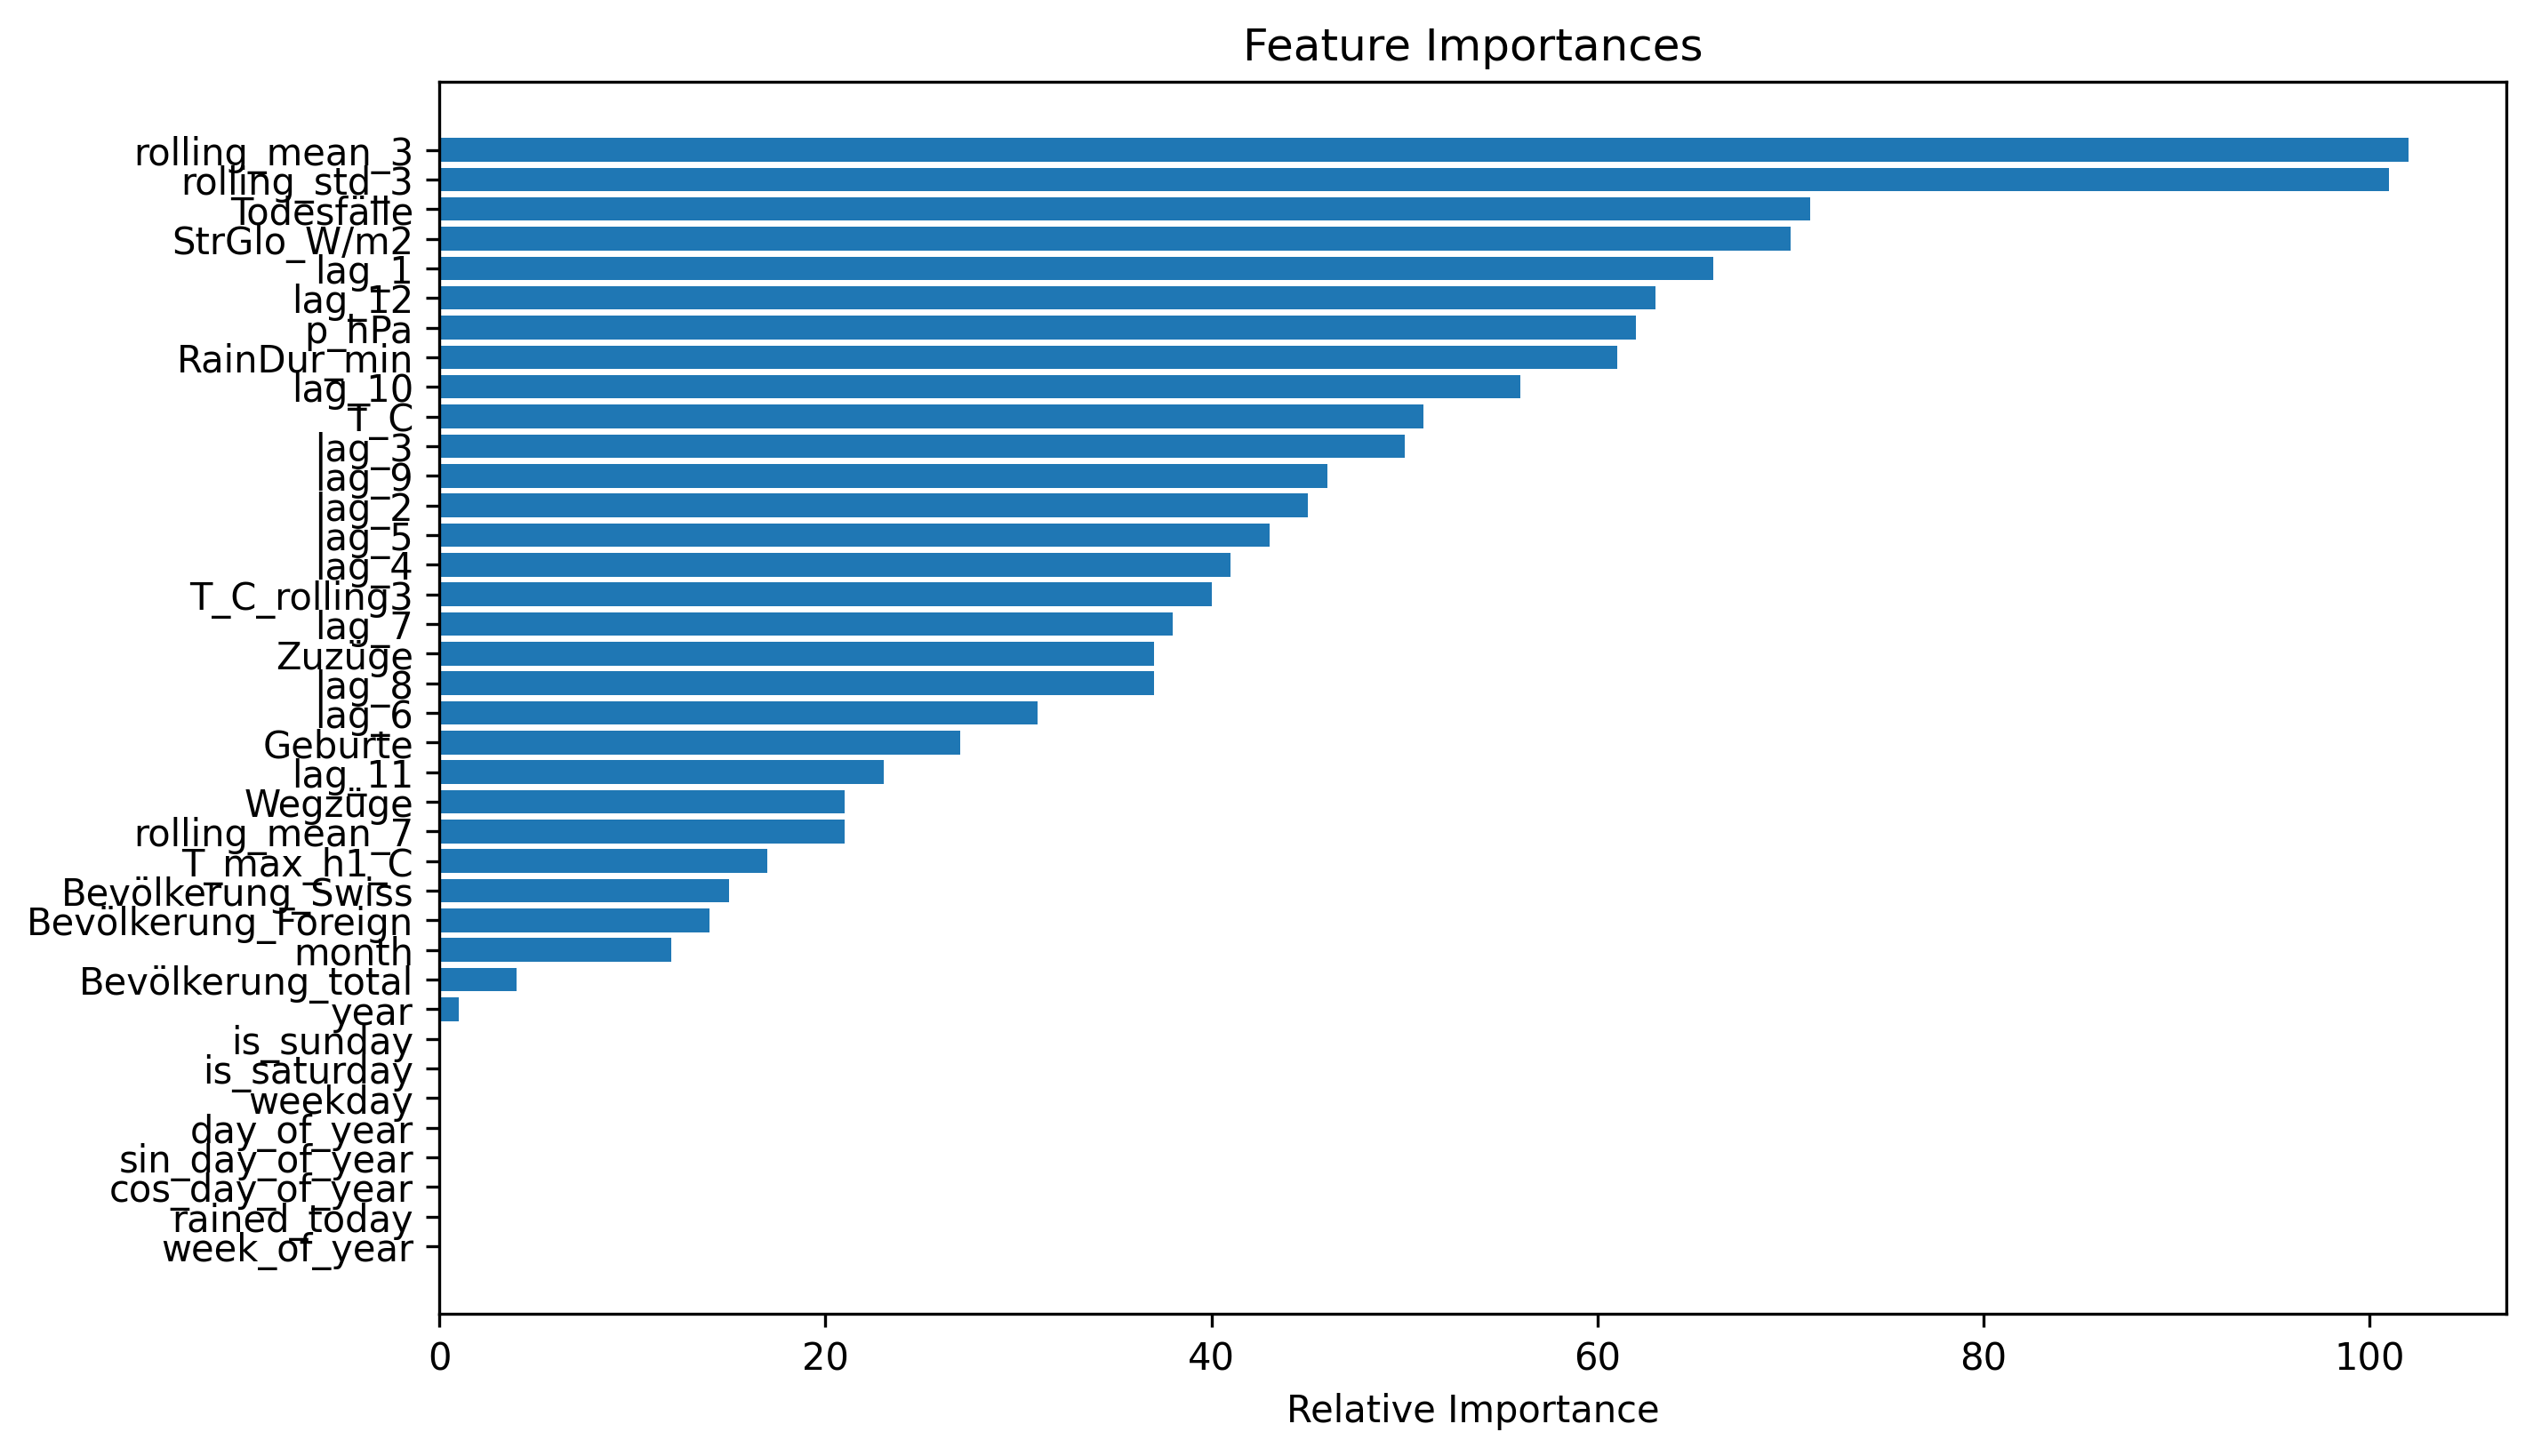 Feature Importances
rolling_mean_3
rolling_std_3
Todesfälle
StrGlo_W/m2
lag_1
lag_12
p_hPa
RainDur_min
lag_10
T_C
lag_3
lag_9
lag_2
lag_5
lag_4
T_C_rolling3
lag_7
Zuzüge
lag_8
lag_6
Geburte
lag_11
Wegzüge
rolling_mean_7
T_max_h1_C
Bevölkerung_Swiss
Bevölkerung_Foreign
month
Bevölkerung_total
year
is_sunday
is_saturday
weekday
day_of_year
sin_day_of_year
cos_day_of_year
rained_today
week_of_year
0 20 40 60 80 100
Relative Importance